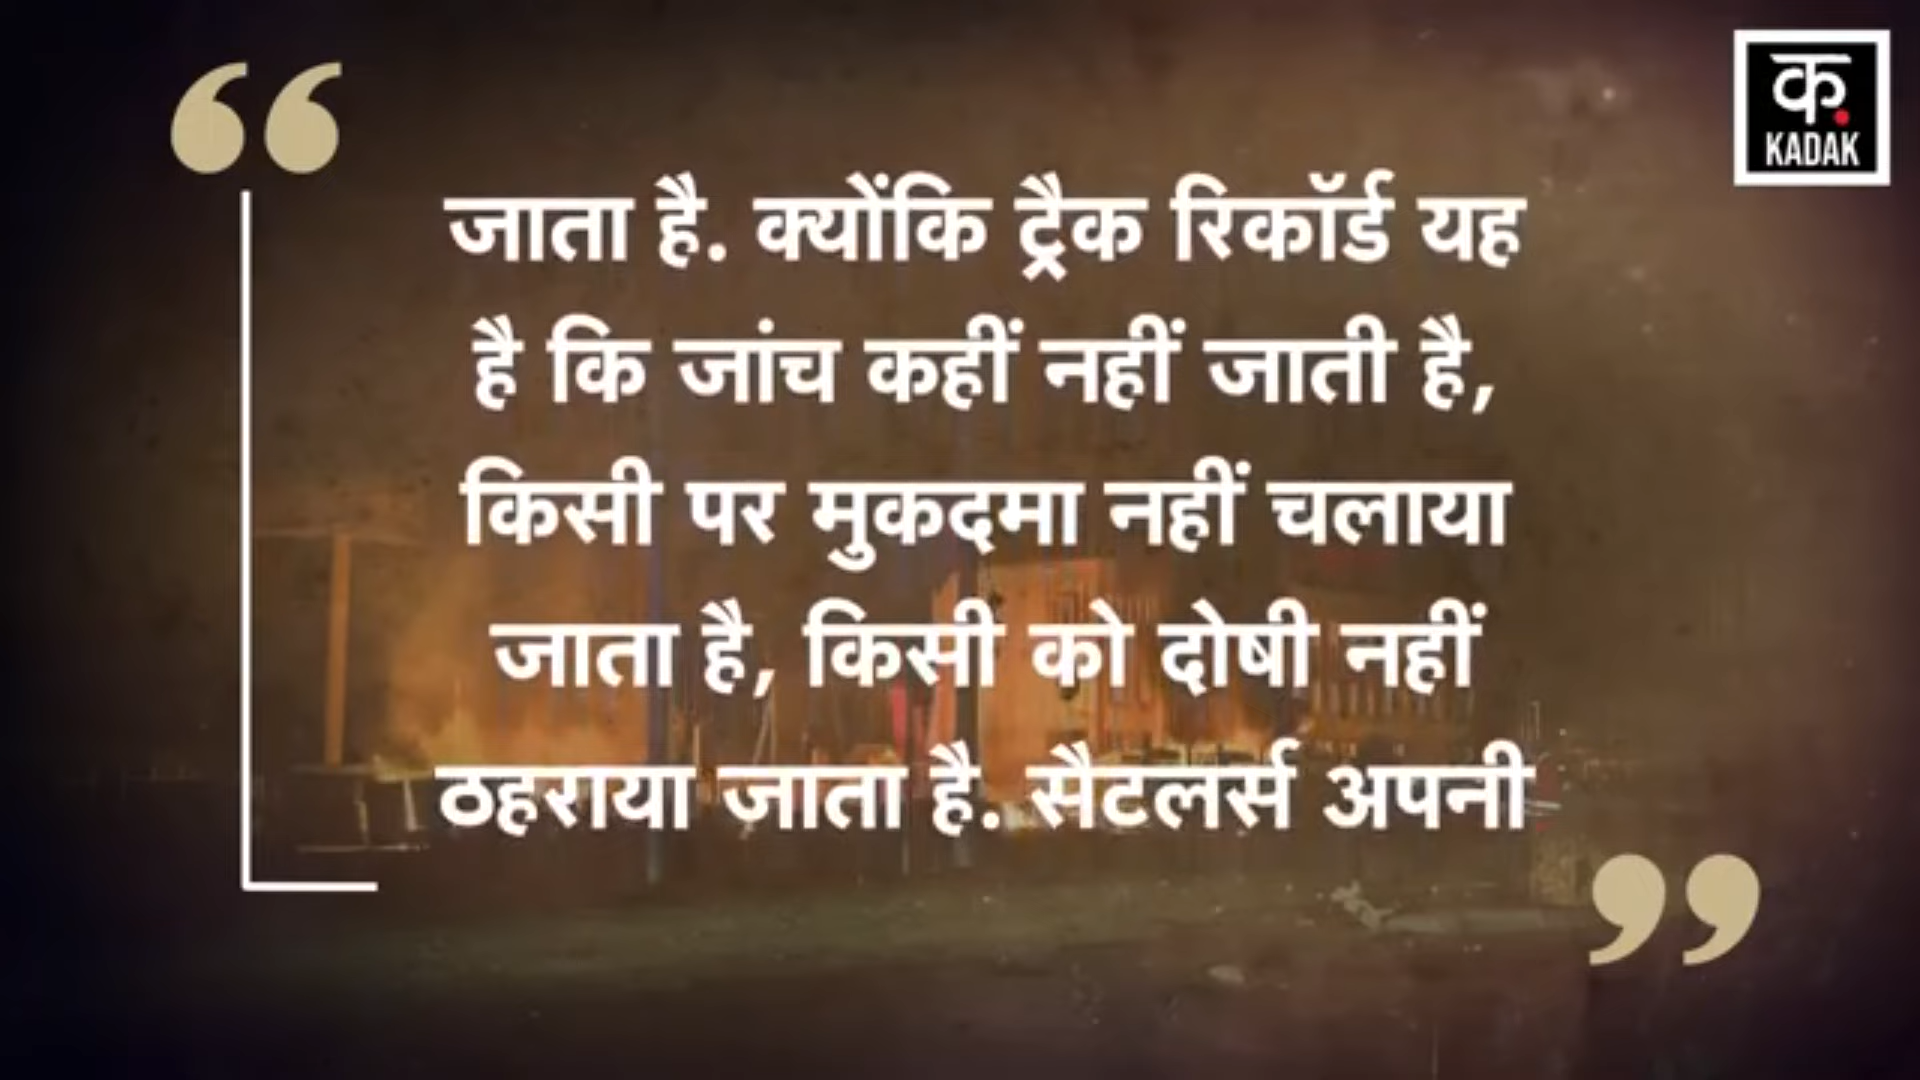 क
KADAK
जाता है. क्योंकि ट्रैक रिकॉर्ड यह
है कि जांच कहीं नहीं जाती है,
किसी पर मुकदमा नहीं चलाया
जाता है, किसी को दोषी नहीं
ठहराया जाता है. सैटलर्स अपनी